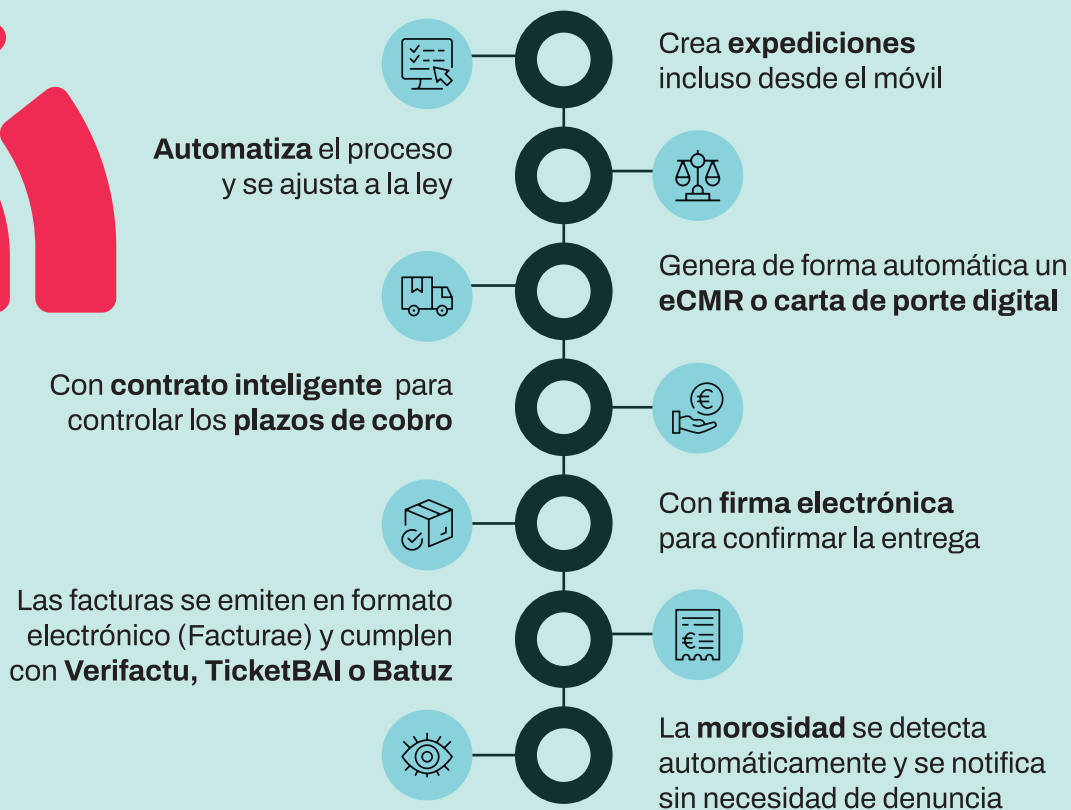 Crea expediciones
incluso desde el móvil
Automatiza el proceso
y se ajusta a la ley
Genera de forma automática un
eCMR o carta de porte digital
Con contrato inteligente para
controlar los plazos de cobro
Con firma electrónica
para confirmar la entrega
Las facturas se emiten en formato
electrónico (Facturae) y cumplen
con Verifactu, TicketBAI o Batuz
La morosidad se detecta
automáticamente y se notifica
sin necesidad de denuncia